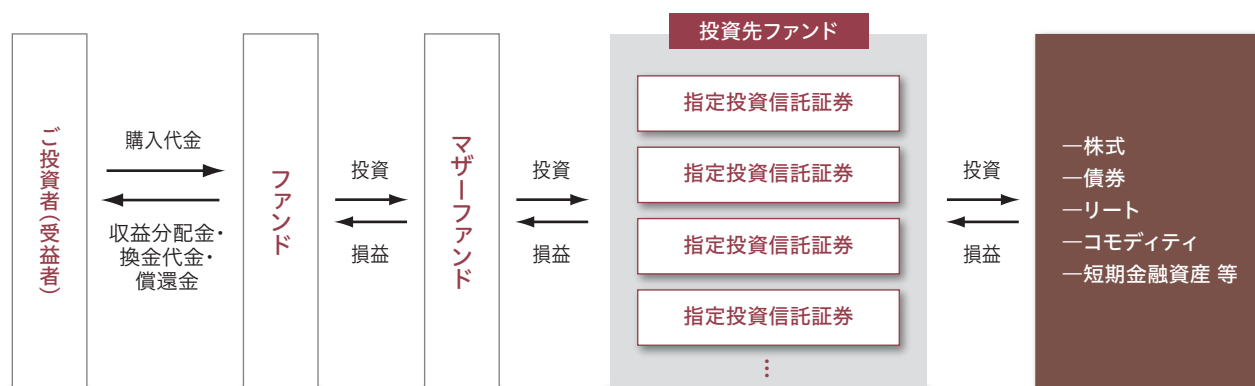 投資先ファンド
ご投資者(受益者)
購入代金
収益分配金・
換金代金・
償還金
ファンド
投資
損益
マザーファンド
投資
損益
指定投資信託証券
指定投資信託証券
指定投資信託証券
指定投資信託証券
⋮
投資
損益
―株式
―債券
―リート
―コモディティ
―短期金融資産 等